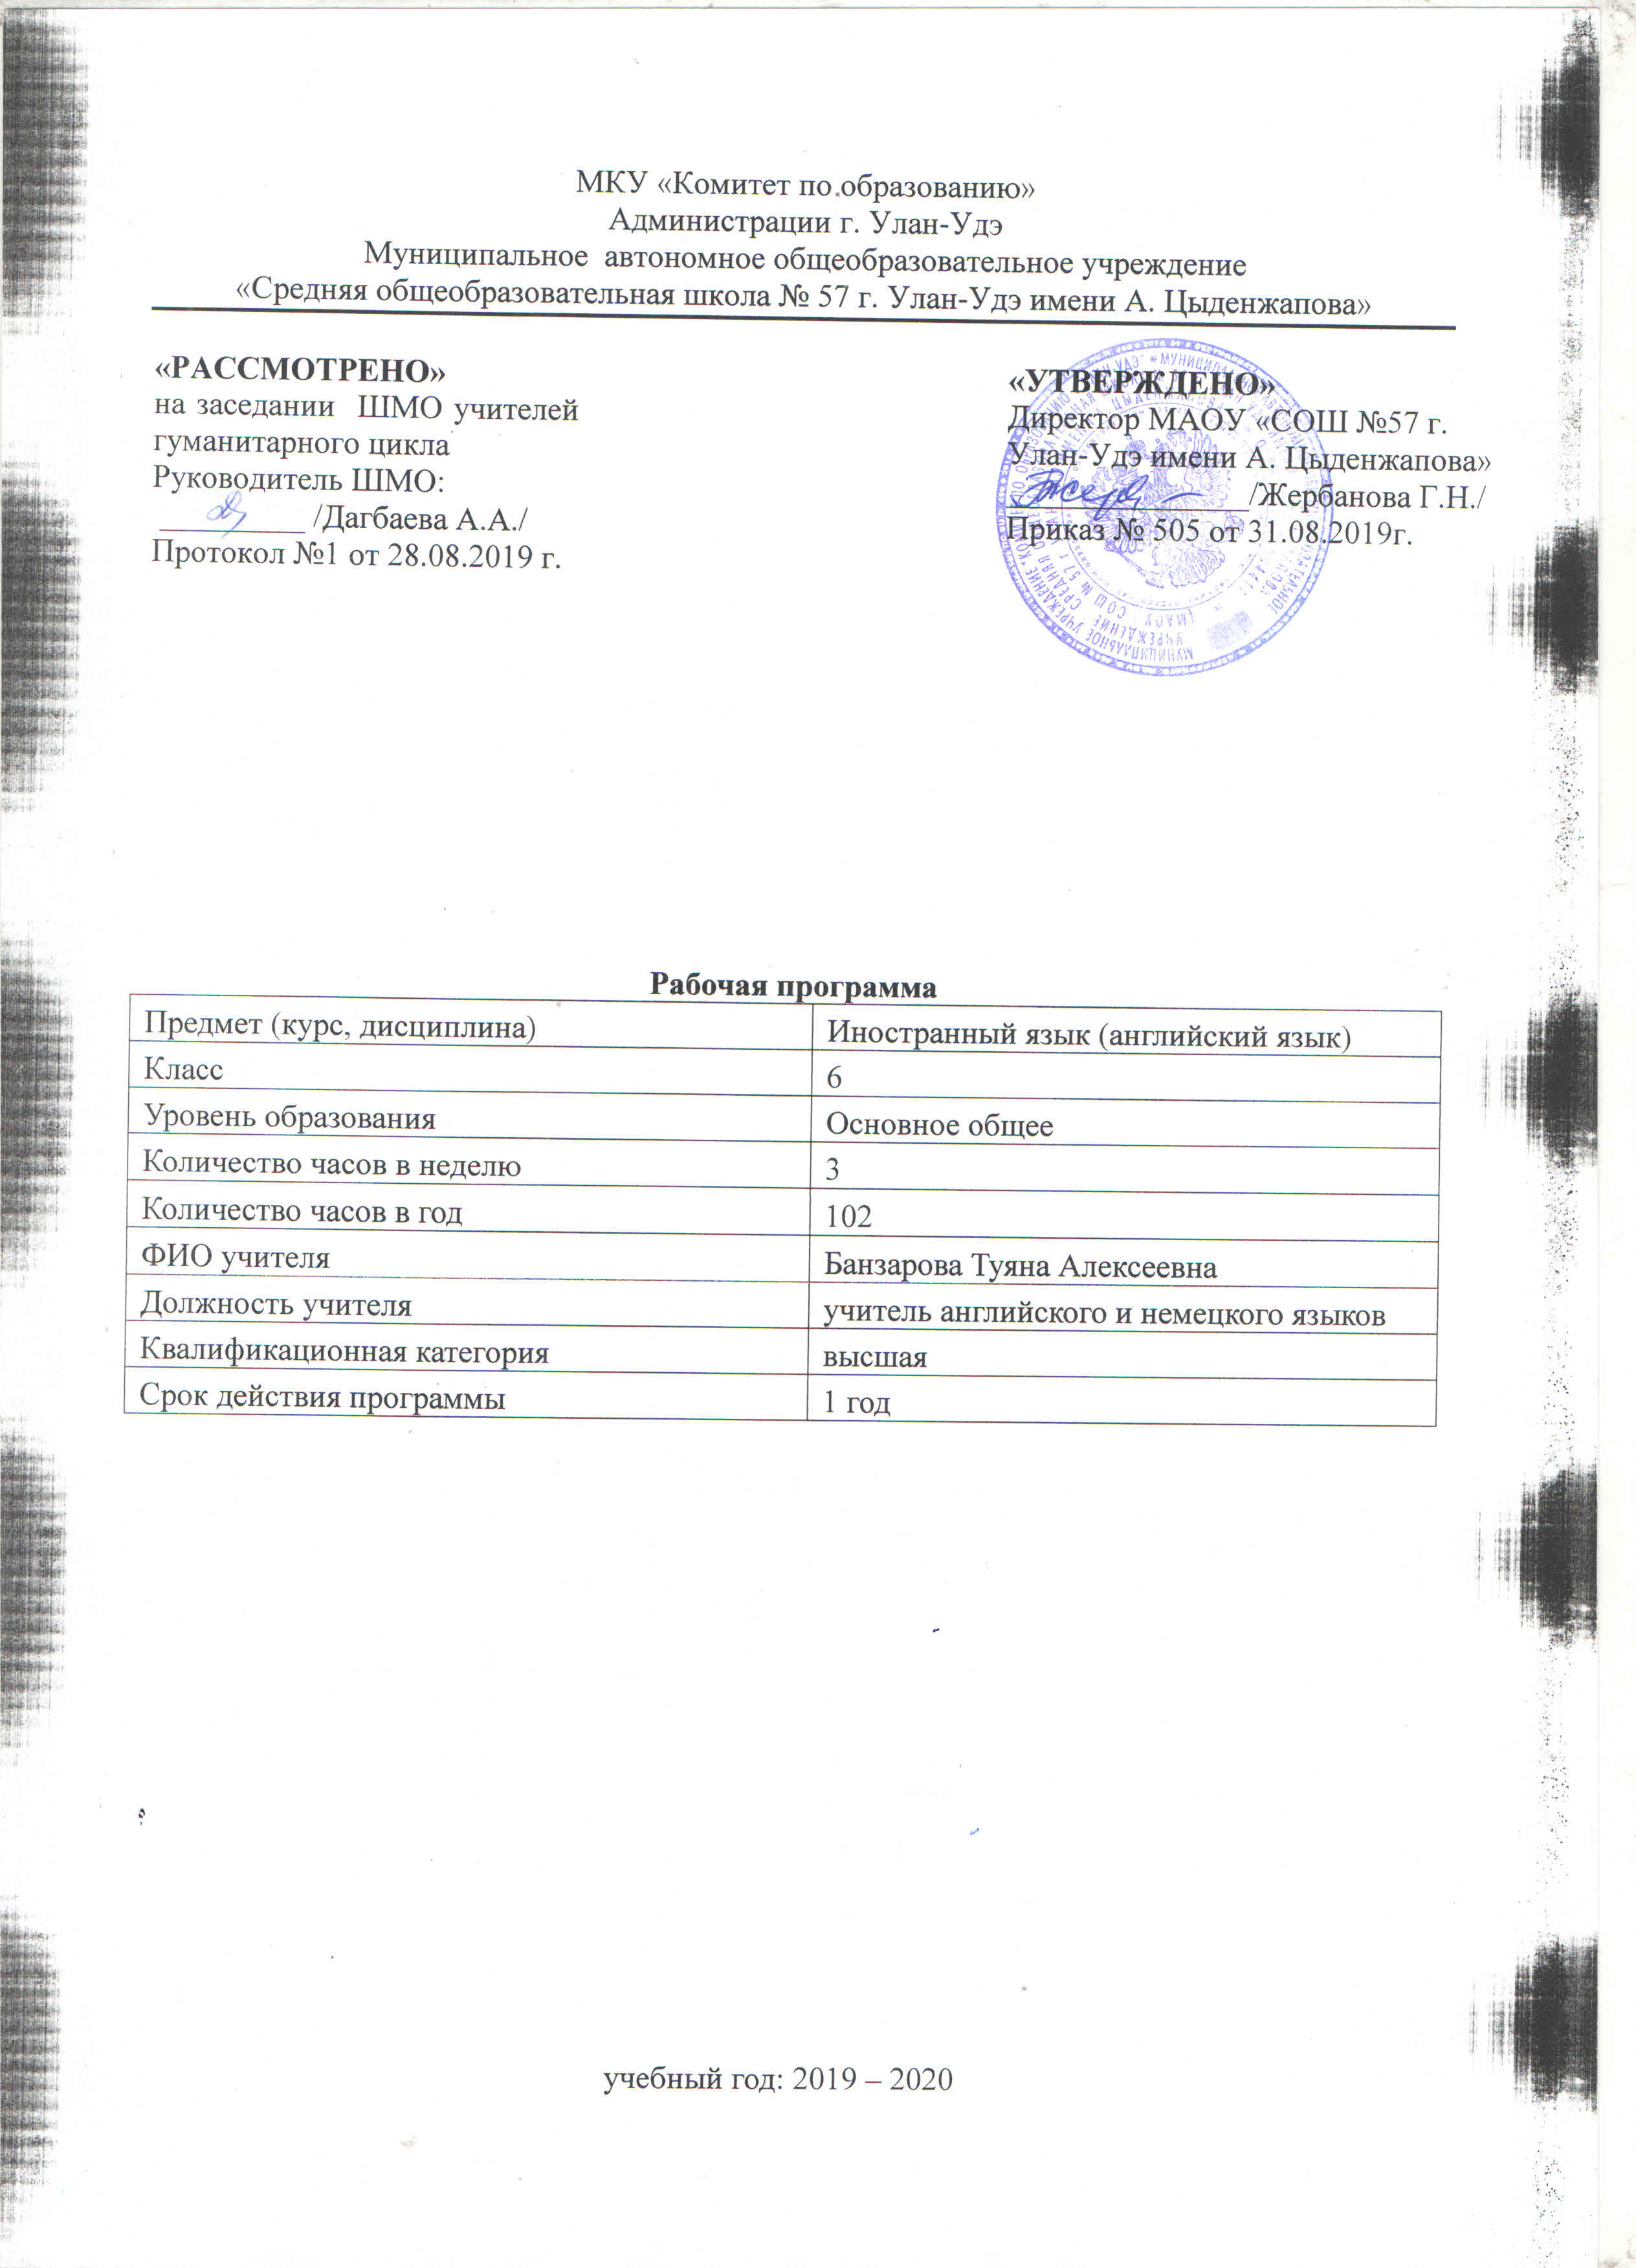 МКУ «Комитет по образованию»
Администрации г. Улан-Удэ
Муниципальное автономное общеобразовательное учреждение
«Средняя общеобразовательная школа № 57 г. Улан-Удэ имени А. Цыденжапова»
«РАССМОТРЕНО»
на заседании ШМО учителей
гуманитарного цикла
Руководитель ШМО:
_________ /Дагбаева А.А./
Протокол №1 от 28.08.2019 г.
«УТВЕРЖДЕНО»
Директор МАОУ «СОШ №57 г.
Улан-Удэ имени А. Цыденжапова»
_______________/Жербанова Г.Н./
Приказ № 505 от 31.08.2019г.
Рабочая программа
Предмет (курс, дисциплина) Иностранный язык (английский язык)
Класс 6
Уровень образования Основное общее
Количество часов в неделю 3
Количество часов в год 102
ФИО учителя Банзарова Туяна Алексеевна
Должность учителя учитель английского и немецкого языков
Квалификационная категория высшая
Срок действия программы 1 год
учебный год: 2019 – 2020